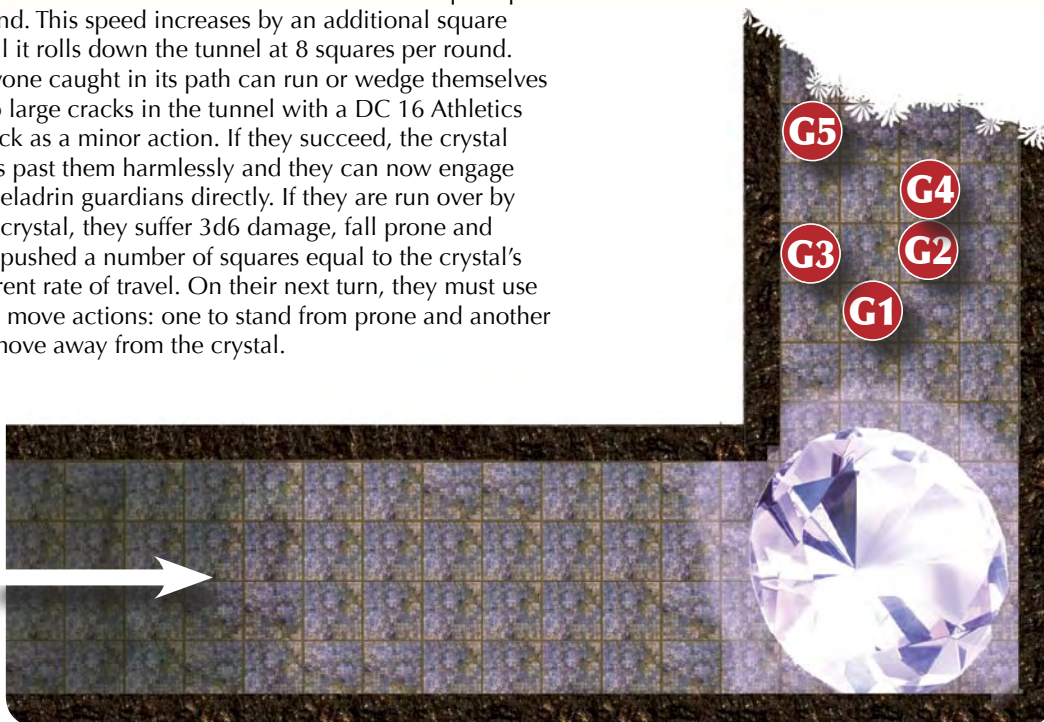 nd. This speed increases by an additional square
l it rolls down the tunnel at 8 squares per round.
yone caught in its path can run or wedge themselves
o large cracks in the tunnel with a DC 16 Athletics
ck as a minor action. If they succeed, the crystal
s past them harmlessly and they can now engage
eladrin guardians directly. If they are run over by
crystal, they suffer 3d6 damage, fall prone and
pushed a number of squares equal to the crystal's
rent rate of travel. On their next turn, they must use
move actions: one to stand from prone and another
move away from the crystal.
G5
G4
G3
G2
G1